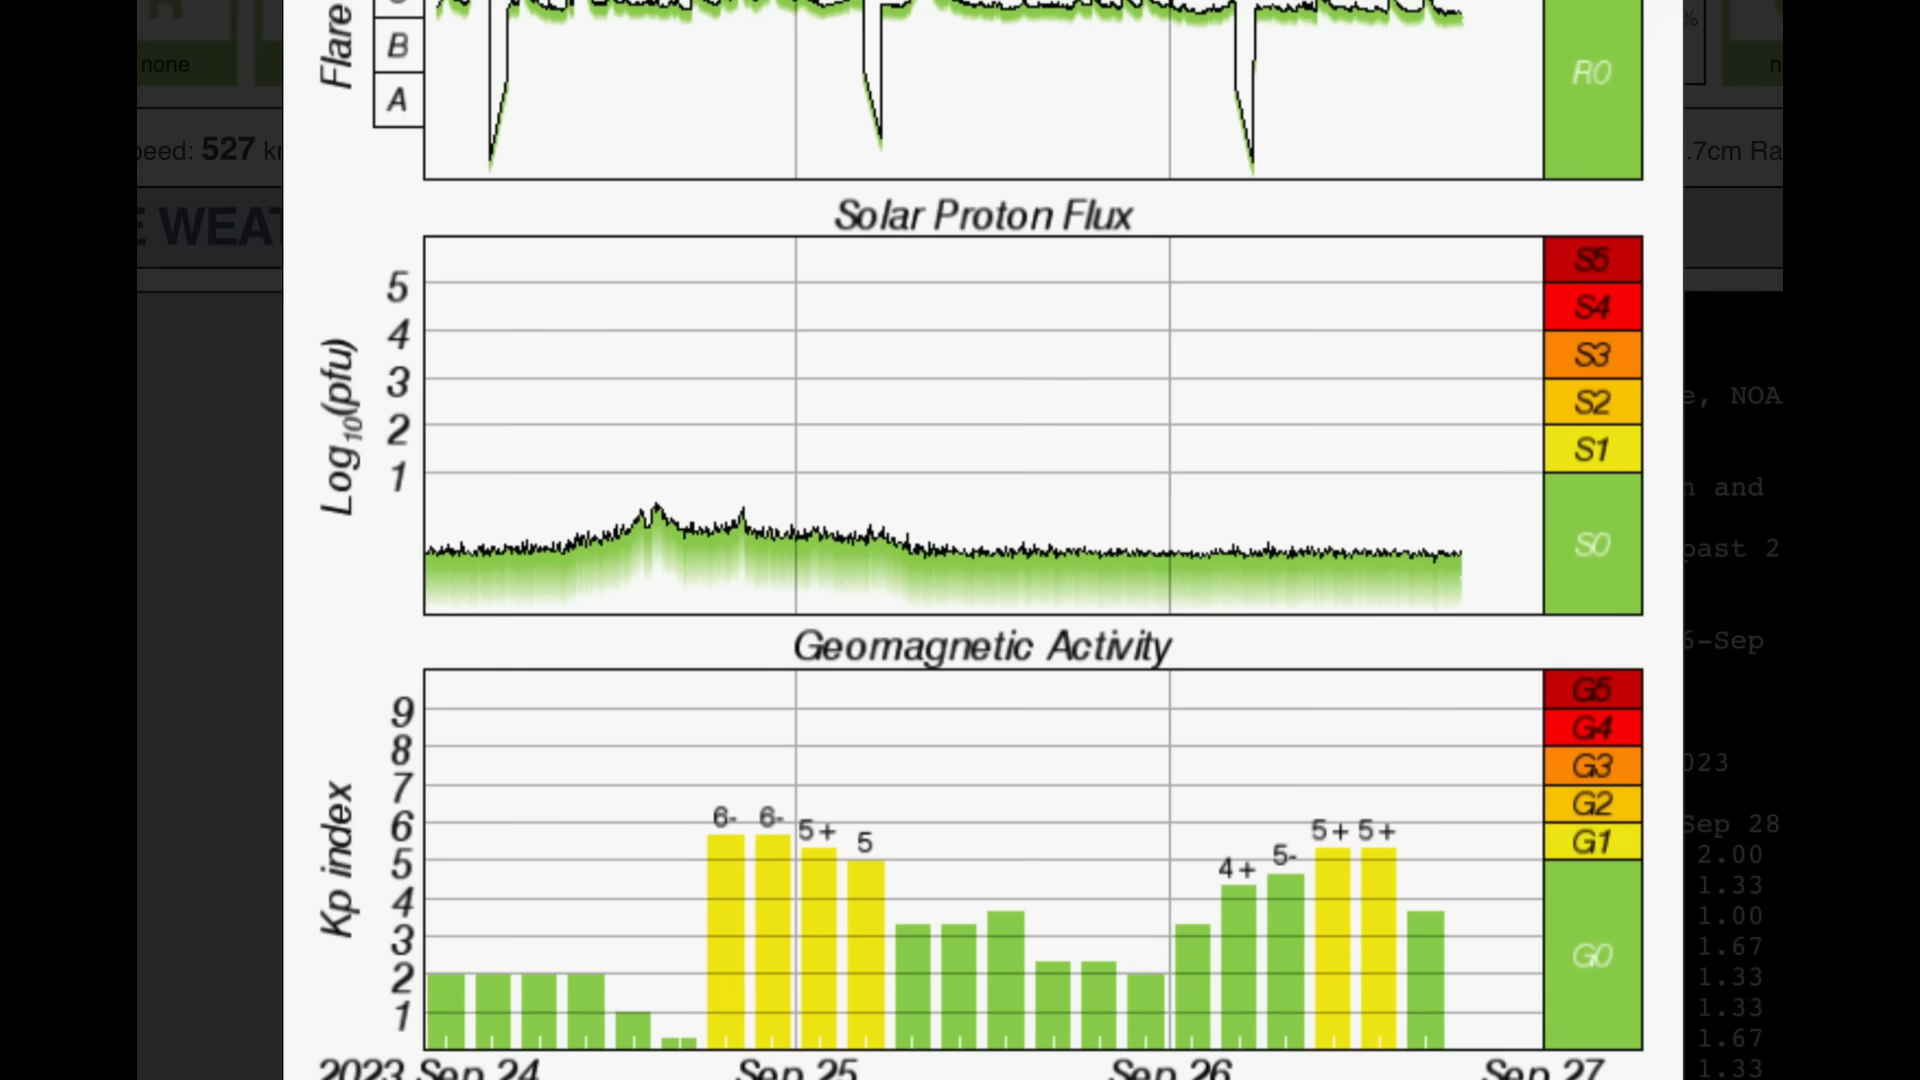 Flare
B
A
R0
none
peed: 527 k
.7cm Ra
E WEAT
Solar Proton Flux
Log10(pfu)
5
4
3
2
1
S5
S4
S3
S2
S1
S0
e, NOA
n and
past 2
6-Sep
Geomagnetic Activity
Kp index
9
8
7
6
5
4
3
2
1
6- 6- 5+ 5 4+ 5- 5+ 5+
G5
G4
G3
G2
G1
G0
023
Sep 28
2.00
1.33
1.00
1.67
1.33
1.33
1.67
1.33
2023 Sep 24 Sep 25 Sep 26 Sep 27